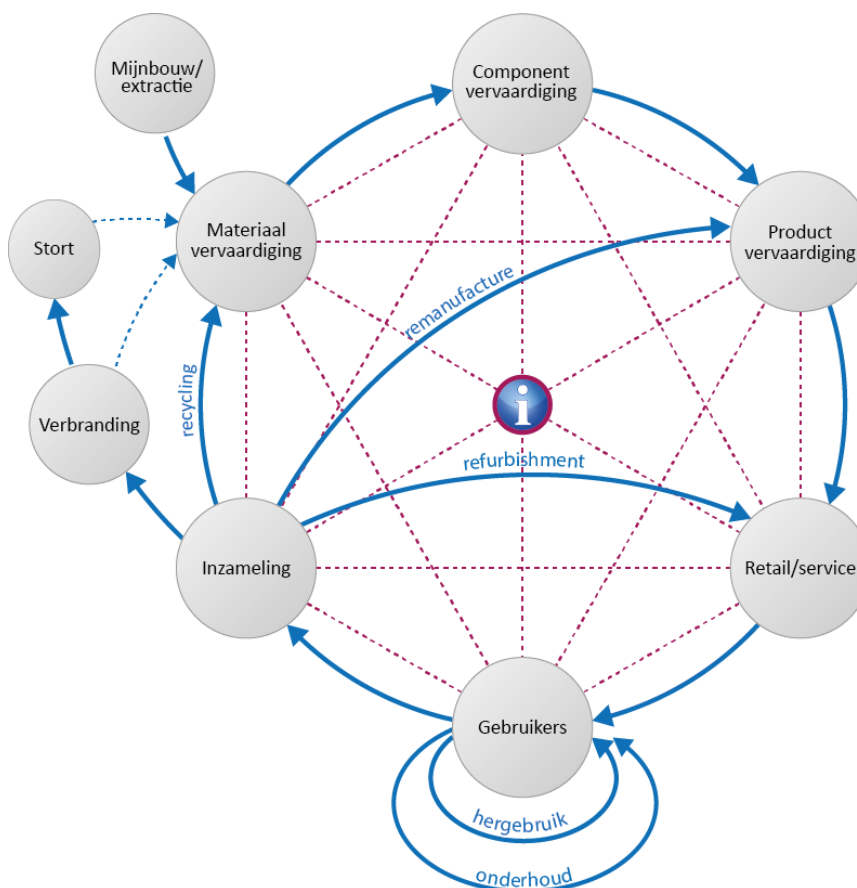 Mijnbouw/
extractie
Component
vervaardiging
Materiaal
vervaardiging
Product
vervaardiging
Stort
remanufacture
recycling
i
Verbranding
refurbishment
Inzameling
Retail/service
Gebruikers
hergebruik
onderhoud